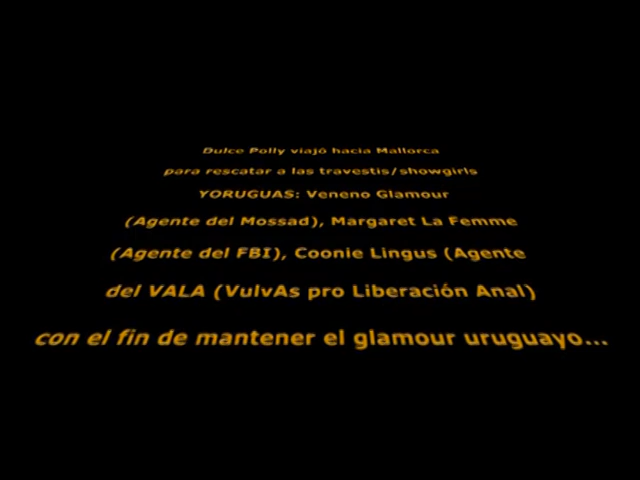 Dulce Polly viajó hacia Mallorca
para rescatar a las travestis/showgirls
YORUGUAS: Veneno Glamour
(Agente del Mossad), Margaret La Femme
(Agente del FBI), Coonie Lingus (Agente
del VALA (VulvAs pro Liberación Anal)
con el fin de mantener el glamour uruguayo...